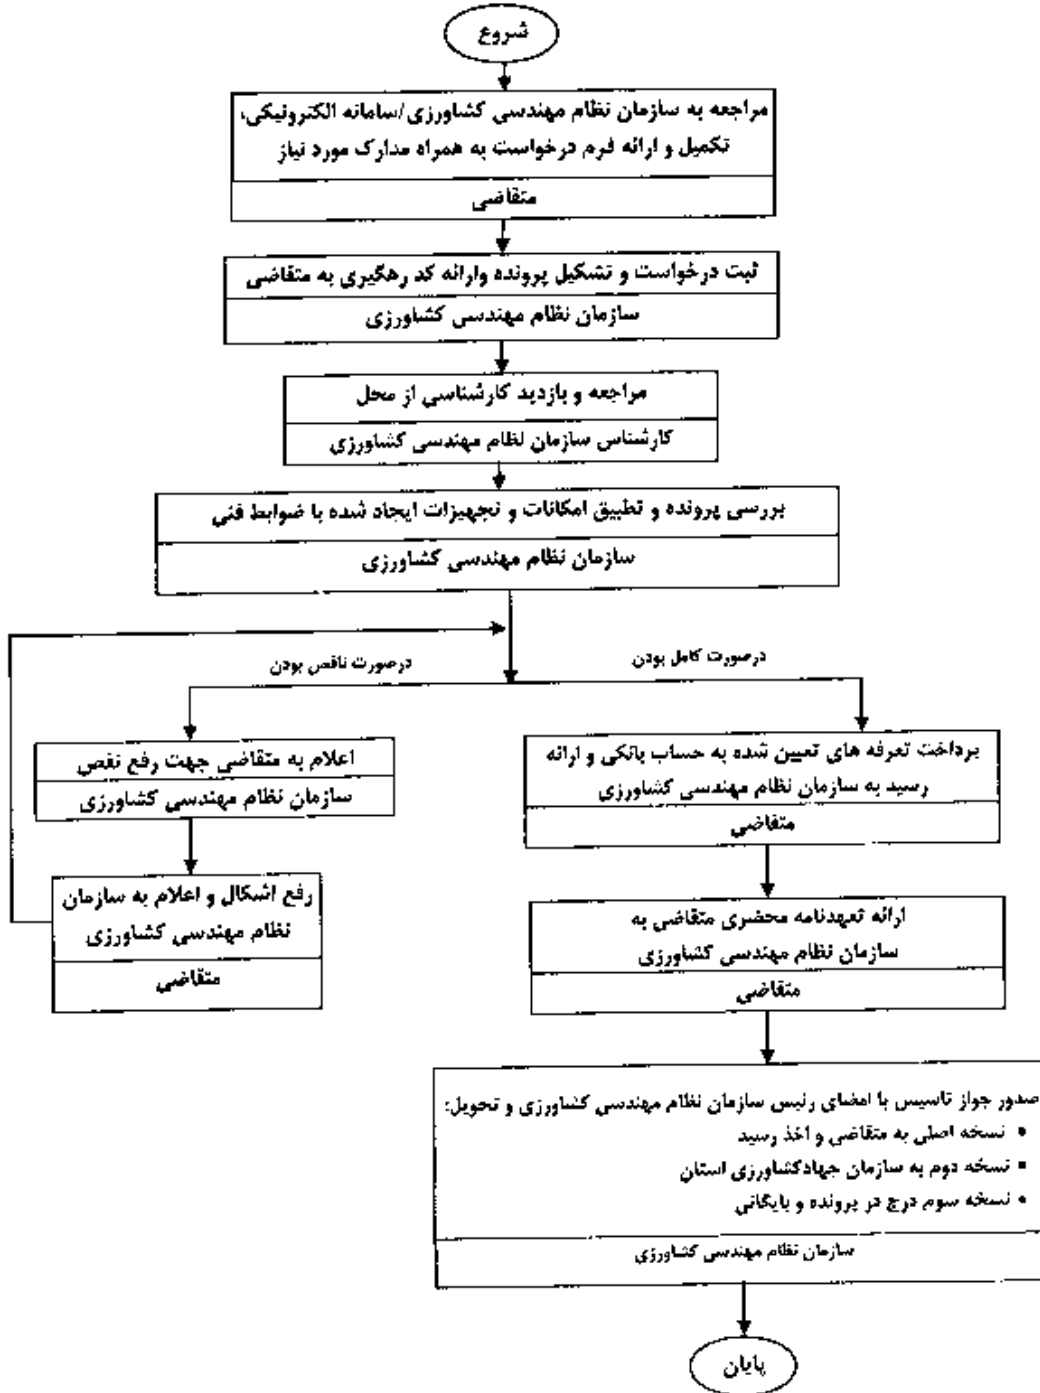 شروع
مراجعه به سازمان نظام مهندسی کشاورزی/سامانه الکترونیکی،
تکمیل و ارائه فرم درخواست به همراه مدارک مورد نیاز
متقاضی
ثبت درخواست و تشکیل پرونده وارائه کد رهگیری به متقاضی
سازمان نظام مهندسی کشاورزی
مراجعه و بازدید کارشناسی از محل
کارشناس سازمان نظام مهندسی کشاورزی
بررسی پرونده و تطبیق امکانات و تجهیزات ایجاد شده با ضوابط فنی
سازمان نظام مهندسی کشاورزی
درصورت کامل بودن
درصورت ناقص بودن
پرداخت تعرفه های تعیین شده به حساب بانکی و ارائه
رسید به سازمان نظام مهندسی کشاورزی
متقاضی
اعلام به متقاضی جهت رفع نقص
سازمان نظام مهندسی کشاورزی
رفع اشکال و اعلام به سازمان
نظام مهندسی کشاورزی
متقاضی
ارائه تعهدنامه محضری متقاضی به
سازمان نظام مهندسی کشاورزی
متقاضی
صدور جواز تاسیس با امضای رئیس سازمان نظام مهندسی کشاورزی و تحویل:
• نسخه اصلی به متقاضی و اخذ رسید
• نسخه دوم به سازمان جهادکشاورزی استان
• نسخه سوم درج در پرونده و بایگانی
سازمان نظام مهندسی کشاورزی
پایان